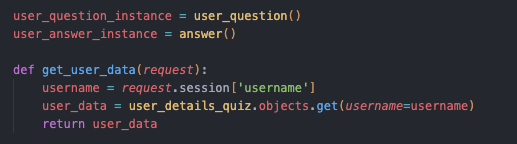 user_question_instance = user_question()
user_answer_instance = answer()

def get_user_data(request):
    username = request.session['username']
    user_data = user_details_quiz.objects.get(username=username)
    return user_data